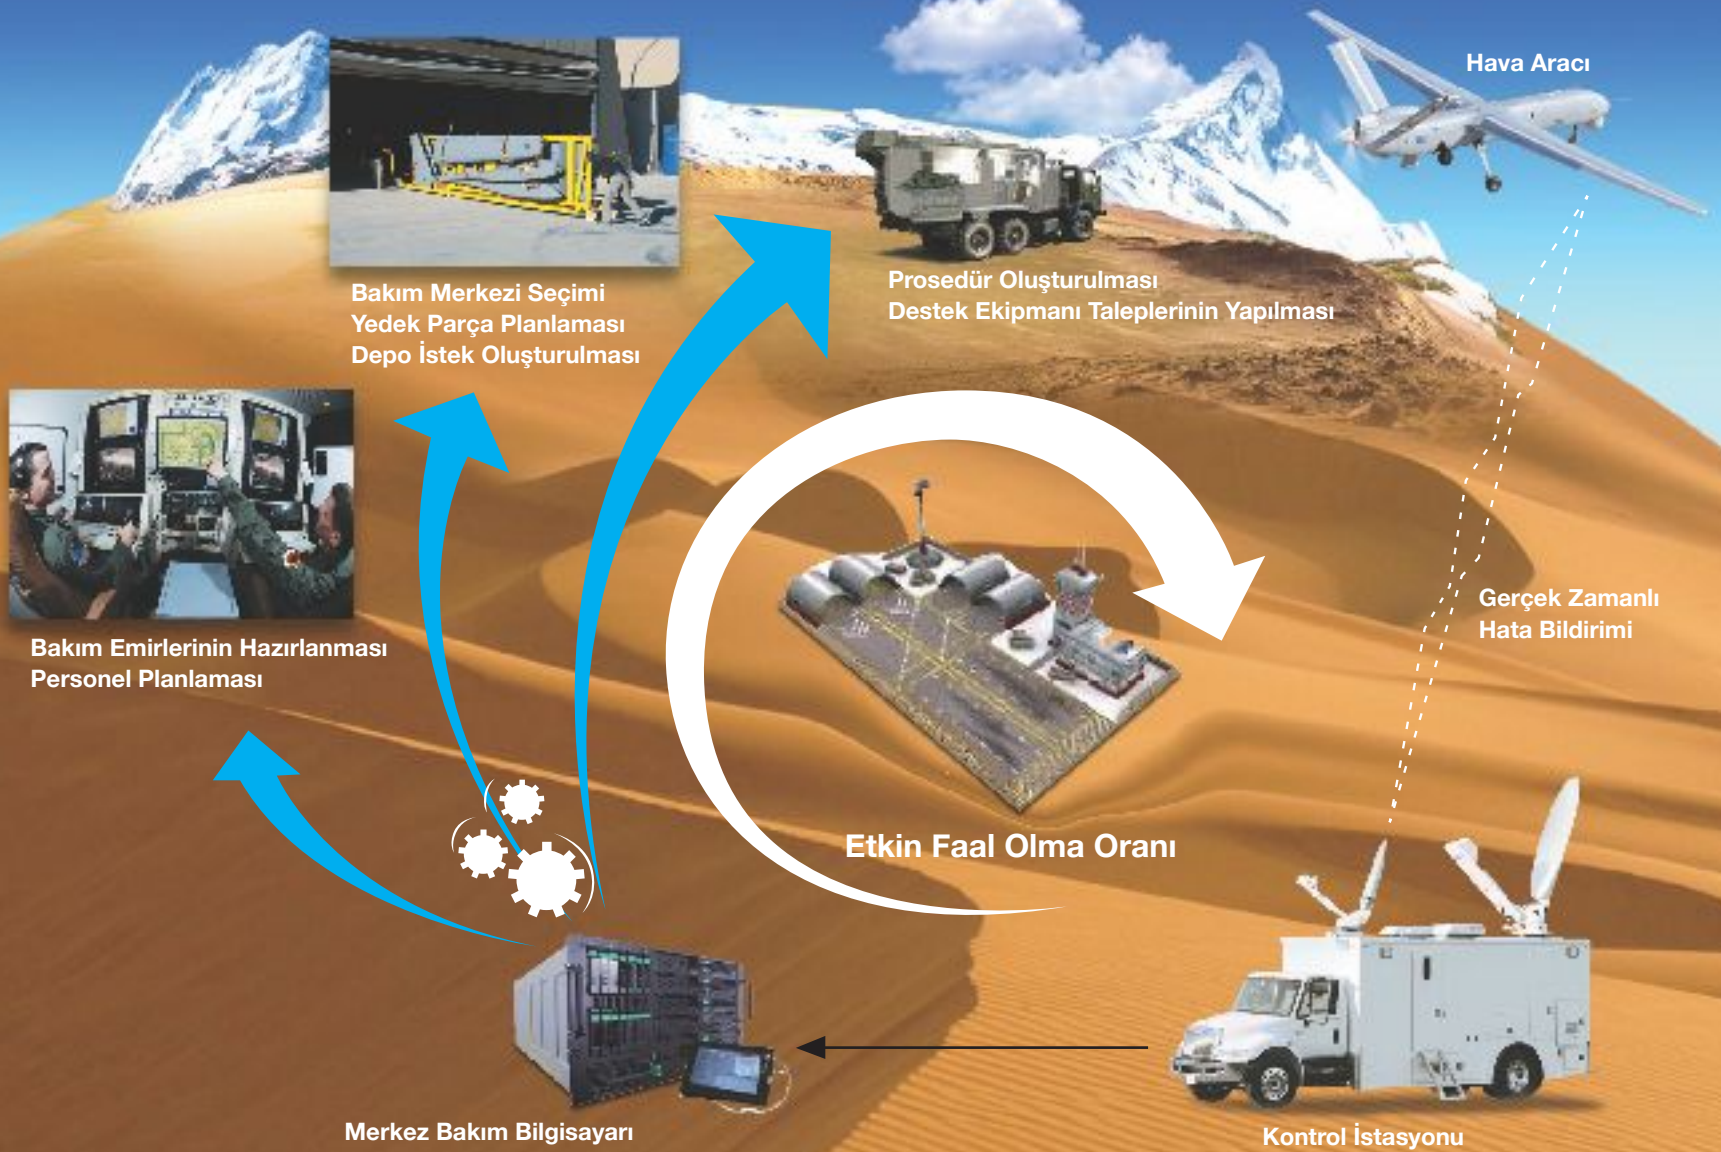 Hava Aracı
Bakım Merkezi Seçimi
Yedek Parça Planlaması
Depo İstek Oluşturulması
Prosedür Oluşturulması
Destek Ekipmanı Taleplerinin Yapılması
Gerçek Zamanlı
Hata Bildirimi
Bakım Emirlerinin Hazırlanması
Personel Planlaması
Etkin Faal Olma Oranı
Merkez Bakım Bilgisayarı
Kontrol İstasyonu